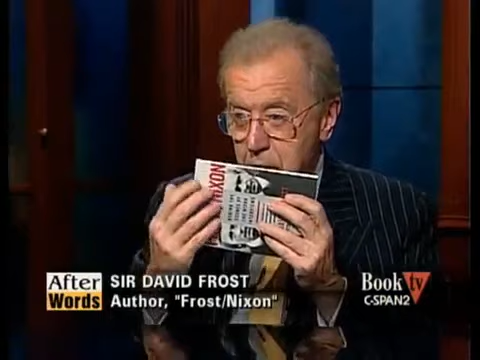 NIXON
After
Words
SIR DAVID FROST
Author, "Frost/Nixon"
Book tv
C-SPAN2